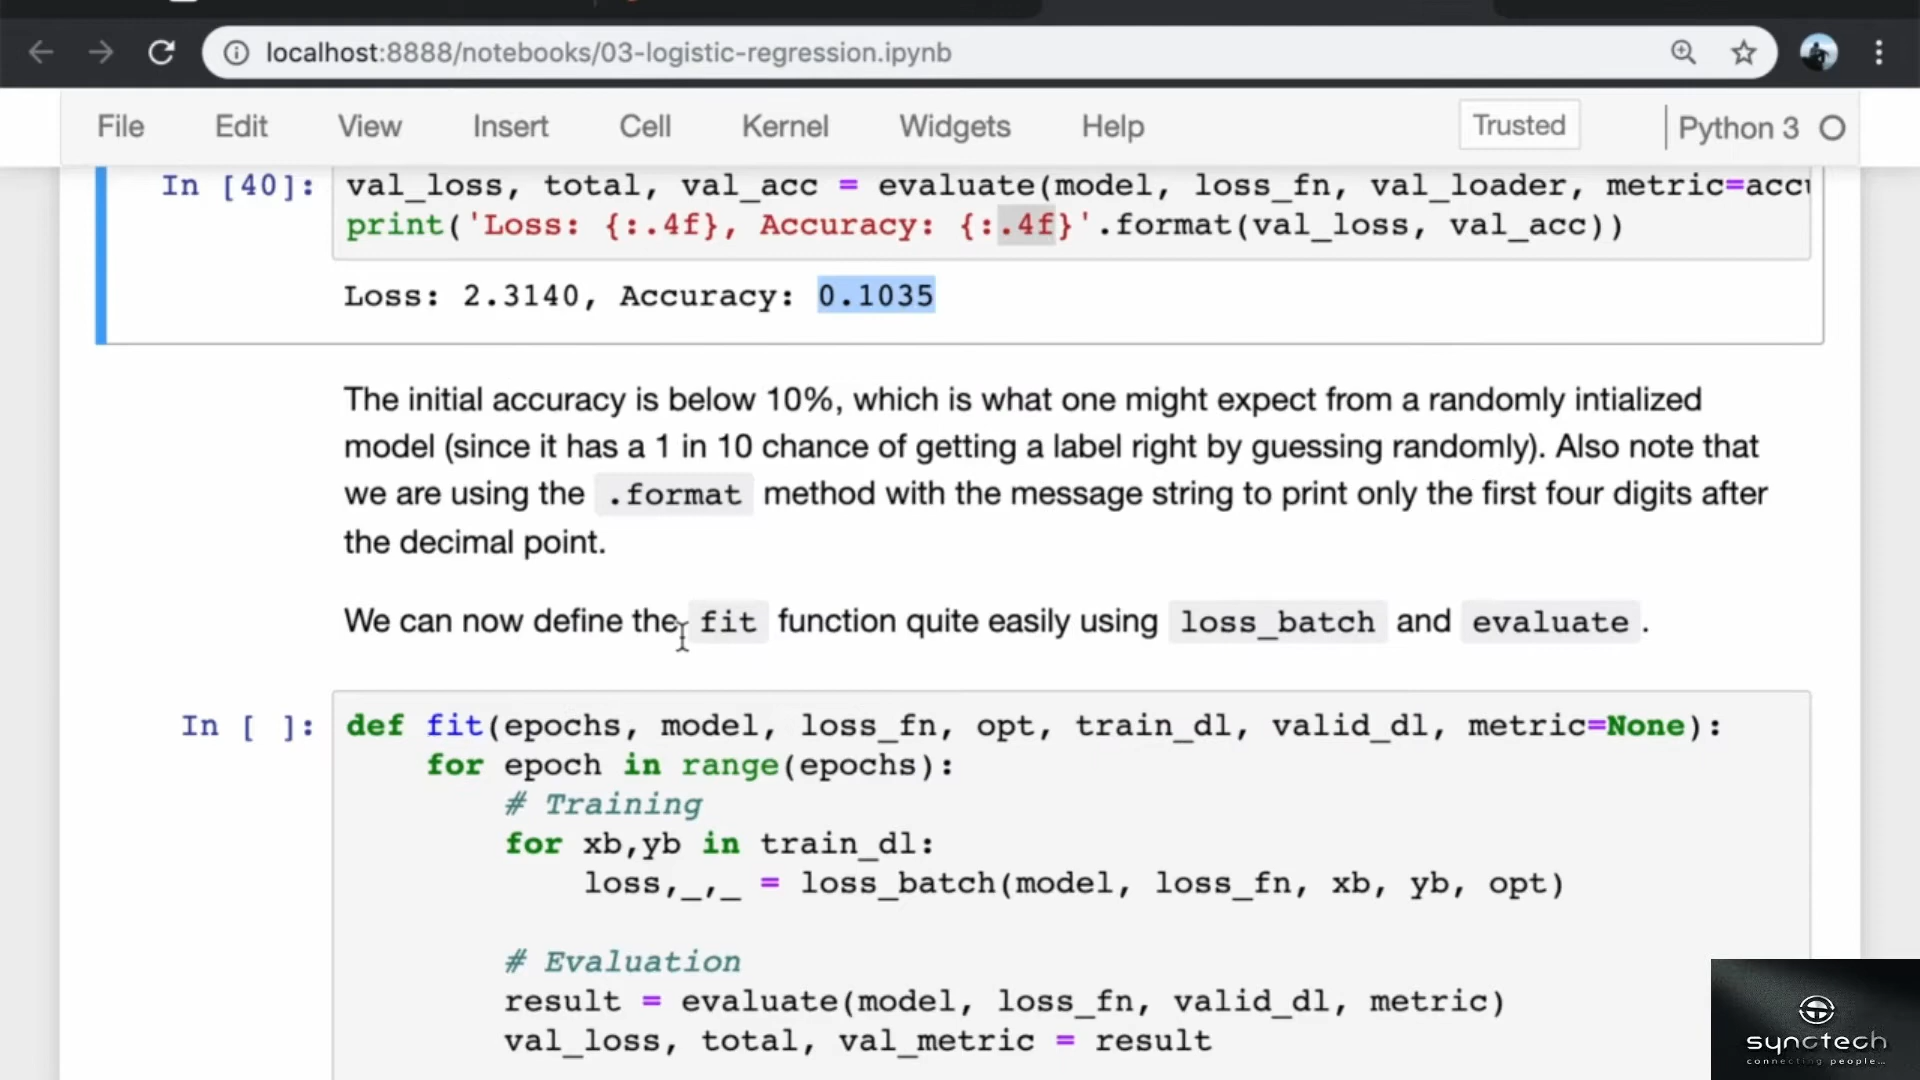 localhost:8888/notebooks/03-logistic-regression.ipynb
File Edit View Insert Cell Kernel Widgets Help Trusted Python 3
In [40]: val_loss, total, val_acc = evaluate(model, loss_fn, val_loader, metric=accu
print('Loss: {:.4f}, Accuracy: {:.4f}'.format(val_loss, val_acc))
Loss: 2.3140, Accuracy: 0.1035
The initial accuracy is below 10%, which is what one might expect from a randomly intialized
model (since it has a 1 in 10 chance of getting a label right by guessing randomly). Also note that
we are using the .format method with the message string to print only the first four digits after
the decimal point.
We can now define the fit function quite easily using loss_batch and evaluate .
In [ ]: def fit(epochs, model, loss_fn, opt, train_dl, valid_dl, metric=None):
for epoch in range(epochs):
# Training
for xb,yb in train_dl:
loss,_,_ = loss_batch(model, loss_fn, xb, yb, opt)
# Evaluation
result = evaluate(model, loss_fn, valid_dl, metric)
val_loss, total, val_metric = result
synctech
connecting people...